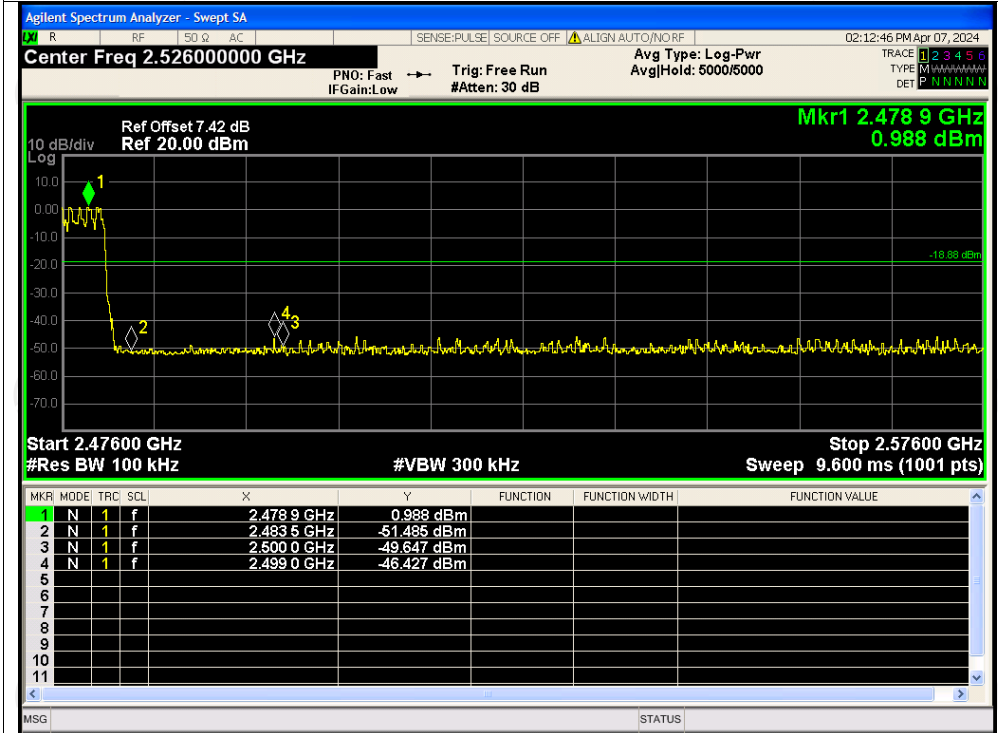 Agilent Spectrum Analyzer - Swept SA
LXI R RF 50 Ω AC SENSE:PULSE SOURCE OFF ALIGN AUTO/NO RF 02:12:46 PM Apr 07, 2024
Center Freq 2.526000000 GHz
PNO: Fast
IFGain:Low
Trig: Free Run
#Atten: 30 dB
Avg Type: Log-Pwr
Avg|Hold: 5000/5000
TRACE 1 2 3 4 5 6
TYPE M
DET P N N N N N
Ref Offset 7.42 dB
10 dB/div Ref 20.00 dBm
Log
Mkr1 2.478 9 GHz
0.988 dBm
10.0
0.00
-10.0
-20.0
-30.0
-40.0
-50.0
-60.0
-70.0
1
2
4
3
-18.88 dBm
Start 2.47600 GHz Stop 2.57600 GHz
#Res BW 100 kHz #VBW 300 kHz Sweep 9.600 ms (1001 pts)
MKR MODE TRC SCL X Y FUNCTION FUNCTION WIDTH FUNCTION VALUE
1 N 1 f 2.478 9 GHz 0.988 dBm
2 N 1 f 2.483 5 GHz -51.485 dBm
3 N 1 f 2.500 0 GHz -49.647 dBm
4 N 1 f 2.499 0 GHz -46.427 dBm
5
6
7
8
9
10
11
MSG STATUS